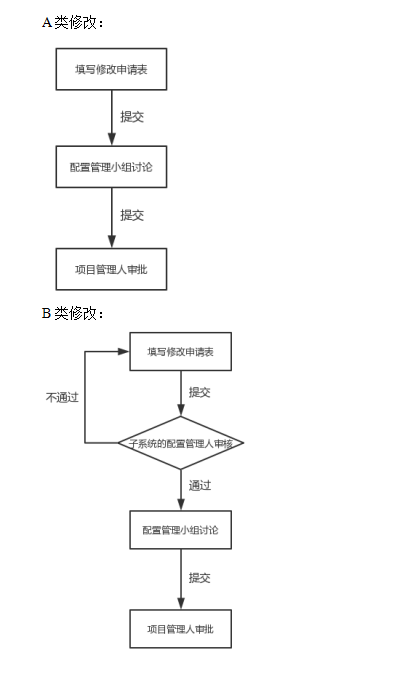 A类修改：
填写修改申请表
提交
配置管理小组讨论
提交
项目管理人审批
B类修改：
填写修改申请表
提交
不通过
子系统的配置管理人审核
通过
配置管理小组讨论
提交
项目管理人审批